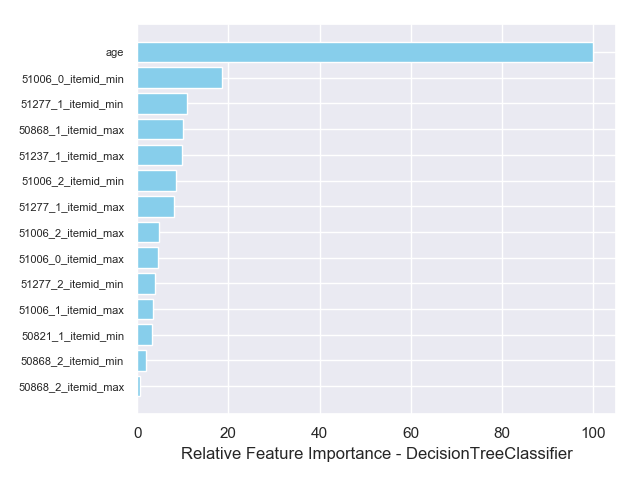 age
51006_0_itemid_min
51277_1_itemid_min
50868_1_itemid_max
51237_1_itemid_max
51006_2_itemid_min
51277_1_itemid_max
51006_2_itemid_max
51006_0_itemid_max
51277_2_itemid_min
51006_1_itemid_max
50821_1_itemid_min
50868_2_itemid_min
50868_2_itemid_max
0 20 40 60 80 100
Relative Feature Importance - DecisionTreeClassifier